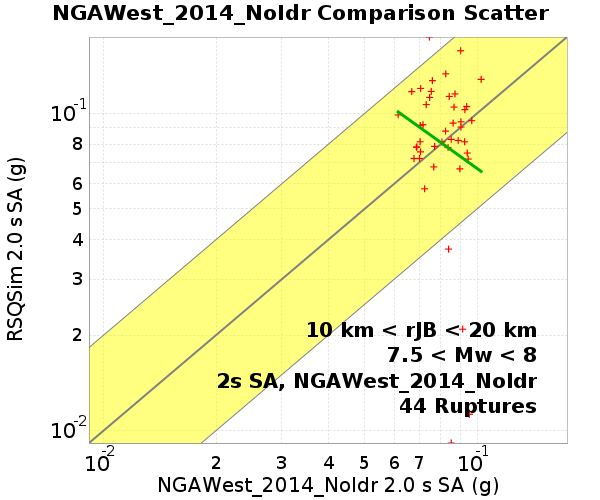 NGAWest_2014_NoIdr Comparison Scatter
RSQSim 2.0 s SA (g)
10-1
8
6
5
4
3
2
10-2
10 km < rJB < 20 km
7.5 < Mw < 8
2s SA, NGAWest_2014_NoIdr
44 Ruptures
10-2 2 3 4 5 6 7 8 10-1
NGAWest_2014_NoIdr 2.0 s SA (g)